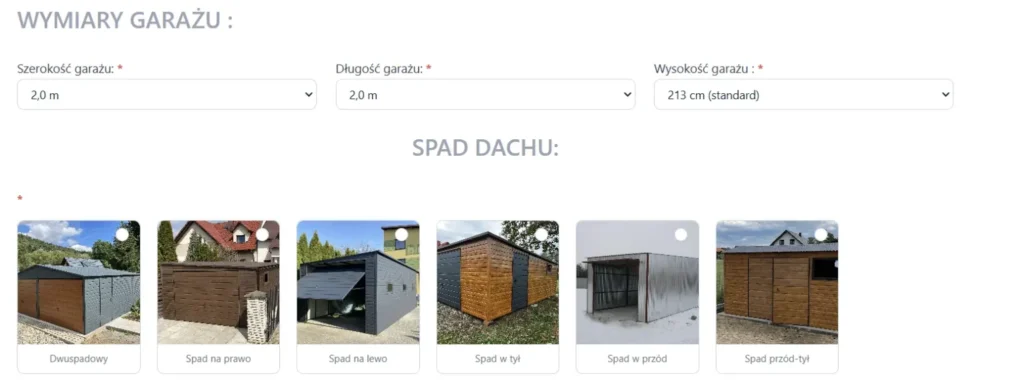 WYMIARY GARAŻU :
Szerokość garażu: * Długość garażu: * Wysokość garażu : *
2,0 m 2,0 m 213 cm (standard)
SPAD DACHU:
*
Dwuspadowy Spad na prawo Spad na lewo Spad w tył Spad w przód Spad przód-tył